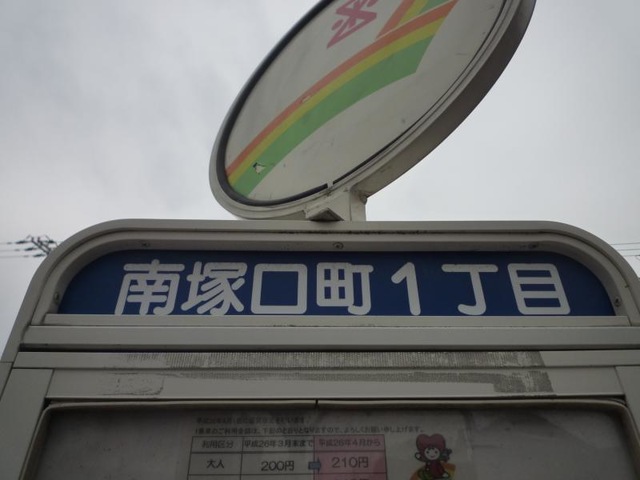 南塚口町1丁目
利用区分 平成26年3月末まで 平成26年4月から
大人 200円 ⇒ 210円